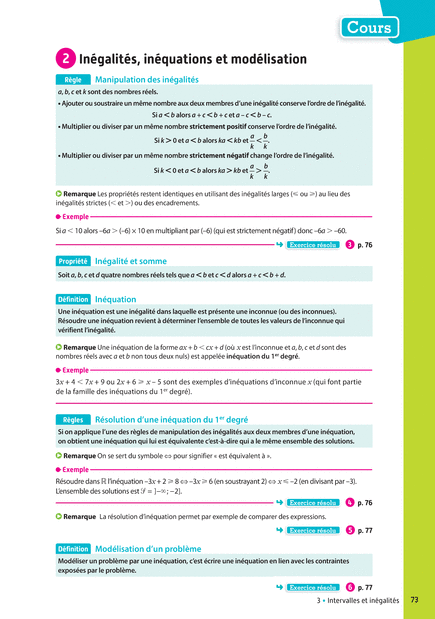 Cours
2 Inégalités, inéquations et modélisation
Règle Manipulation des inégalités
a, b, c et k sont des nombres réels.
• Ajouter ou soustraire un même nombre aux deux membres d'une inégalité conserve l'ordre de l'inégalité.
Si a < b alors a + c < b + c et a – c < b – c.
• Multiplier ou diviser par un même nombre strictement positif conserve l'ordre de l'inégalité.
Si k > 0 et a < b alors ka < kb et a/k < b/k.
• Multiplier ou diviser par un même nombre strictement négatif change l'ordre de l'inégalité.
Si k < 0 et a < b alors ka > kb et a/k > b/k.
Remarque Les propriétés restent identiques en utilisant des inégalités larges (⩽ ou ⩾) au lieu des
inégalités strictes (< et >) ou des encadrements.
Exemple
Si a < 10 alors –6a > (–6) × 10 en multipliant par (–6) (qui est strictement négatif) donc –6a > –60.
Exercice résolu 3 p. 76
Propriété Inégalité et somme
Soit a, b, c et d quatre nombres réels tels que a < b et c < d alors a + c < b + d.
Définition Inéquation
Une inéquation est une inégalité dans laquelle est présente une inconnue (ou des inconnues).
Résoudre une inéquation revient à déterminer l'ensemble de toutes les valeurs de l'inconnue qui
vérifient l'inégalité.
Remarque Une inéquation de la forme ax + b < cx + d (où x est l'inconnue et a, b, c et d sont des
nombres réels avec a et b non tous deux nuls) est appelée inéquation du 1er degré.
Exemple
3x + 4 < 7x + 9 ou 2x + 6 ⩾ x – 5 sont des exemples d'inéquations d'inconnue x (qui font partie
de la famille des inéquations du 1er degré).
Règles Résolution d'une inéquation du 1er degré
Si on applique l'une des règles de manipulation des inégalités aux deux membres d'une inéquation,
on obtient une inéquation qui lui est équivalente c'est-à-dire qui a le même ensemble des solutions.
Remarque On se sert du symbole ⇔ pour signifier « est équivalent à ».
Exemple
Résoudre dans ℝ l'inéquation –3x + 2 ⩾ 8 ⇔ –3x ⩾ 6 (en soustrayant 2) ⇔ x ⩽ –2 (en divisant par –3).
L'ensemble des solutions est 𝒮 = ]–∞ ; –2].
Exercice résolu 4 p. 76
Remarque La résolution d'inéquation permet par exemple de comparer des expressions.
Exercice résolu 5 p. 77
Définition Modélisation d'un problème
Modéliser un problème par une inéquation, c'est écrire une inéquation en lien avec les contraintes
exposées par le problème.
Exercice résolu 6 p. 77
3 • Intervalles et inégalités 73